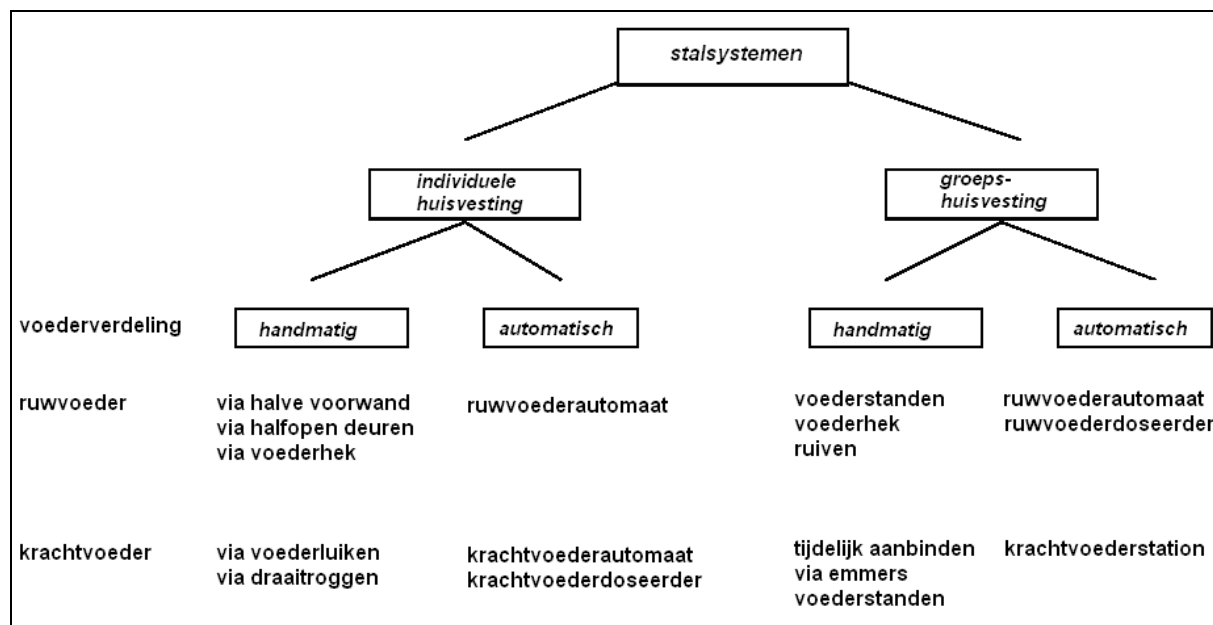 stalsystemen
individuele
huisvesting
groeps-
huisvesting
voederverdeling
handmatig
automatisch
handmatig
automatisch
ruwvoeder
via halve voorwand
via halfopen deuren
via voederhek
ruwvoederautomaat
voederstanden
voederhek
ruiven
ruwvoederautomaat
ruwvoederdoseerder
krachtvoeder
via voederluiken
via draaitroggen
krachtvoederautomaat
krachtvoederdoseerder
tijdelijk aanbinden
via emmers
voederstanden
krachtvoederstation